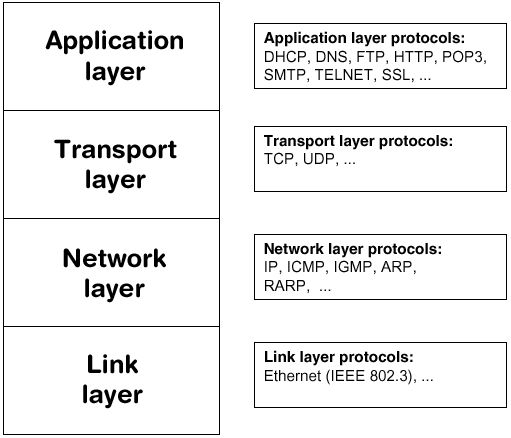 Application
layer
Application layer protocols:
DHCP, DNS, FTP, HTTP, POP3,
SMTP, TELNET, SSL, ...
Transport
layer
Transport layer protocols:
TCP, UDP, ...
Network
layer
Network layer protocols:
IP, ICMP, IGMP, ARP,
RARP,  ...
Link
layer
Link layer protocols:
Ethernet (IEEE 802.3), ...